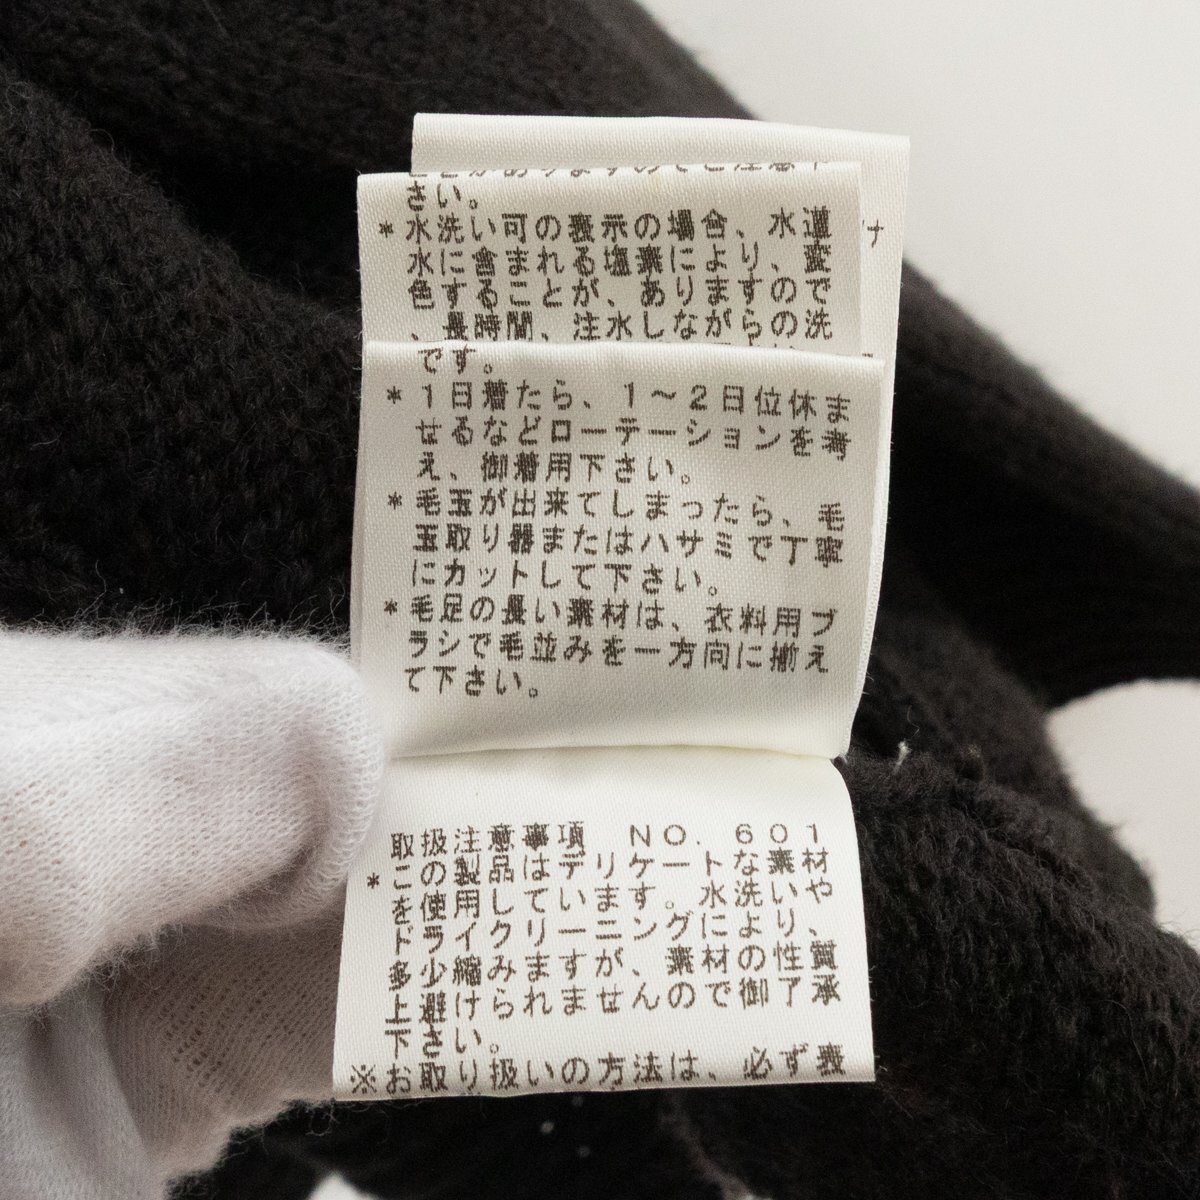 さい。
*水洗い可の表示の場合、水道
水に含まれる塩素により、変
色することが、ありますので
、長時間、注水しながらの洗
け
です。
*1日着たら、1〜2日位休ま
せるなどローテーションを考
え、御着用下さい。
*毛玉が出来てしまったら、毛
玉取り器またはハサミで丁寧
にカットして下さい。
*毛足の長い素材は、衣料用ブ
ラシで毛並みを一方向に揃え
て下さい。
取扱注意事項 NO.601
*この製品はデリケートな素材
を使用しています。水洗いや
ドライクリーニングにより、
多少縮みますが、素材の性質
上避けられませんので御了承
下さい。
※お取り扱いの方法は、必ず表